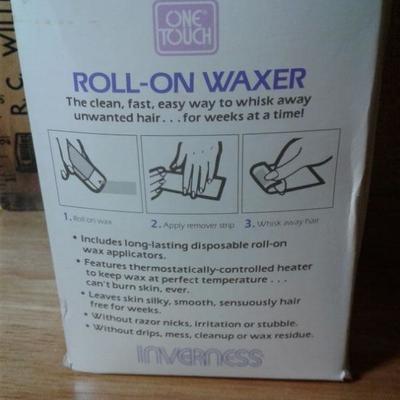 R.C. WILL
ONE
TOUCH
ROLL-ON WAXER
The clean, fast, easy way to whisk away
unwanted hair...for weeks at a time!
1. Roll on wax
2. Apply remover strip
3. Whisk away hair
• Includes long-lasting disposable roll-on
wax applicators.
• Features thermostatically-controlled heater
to keep wax at perfect temperature...
can't burn skin, ever.
• Leaves skin silky, smooth, sensuously hair
free for weeks.
• Without razor nicks, irritation or stubble.
• Without drips, mess, cleanup or wax residue.
INVERNESS